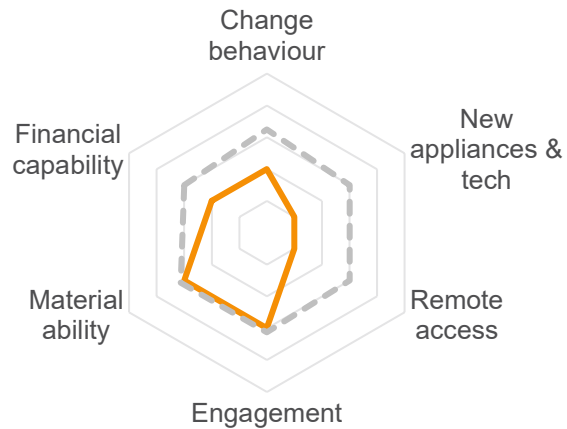 Change
behaviour
New
appliances &
tech
Financial
capability
Material
ability
Remote
access
Engagement